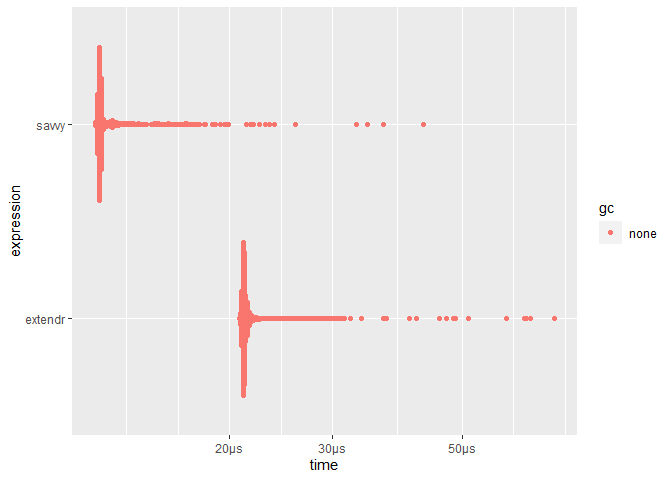 savvy
extendr
expression
20µs
30µs
50µs
time
gc
none